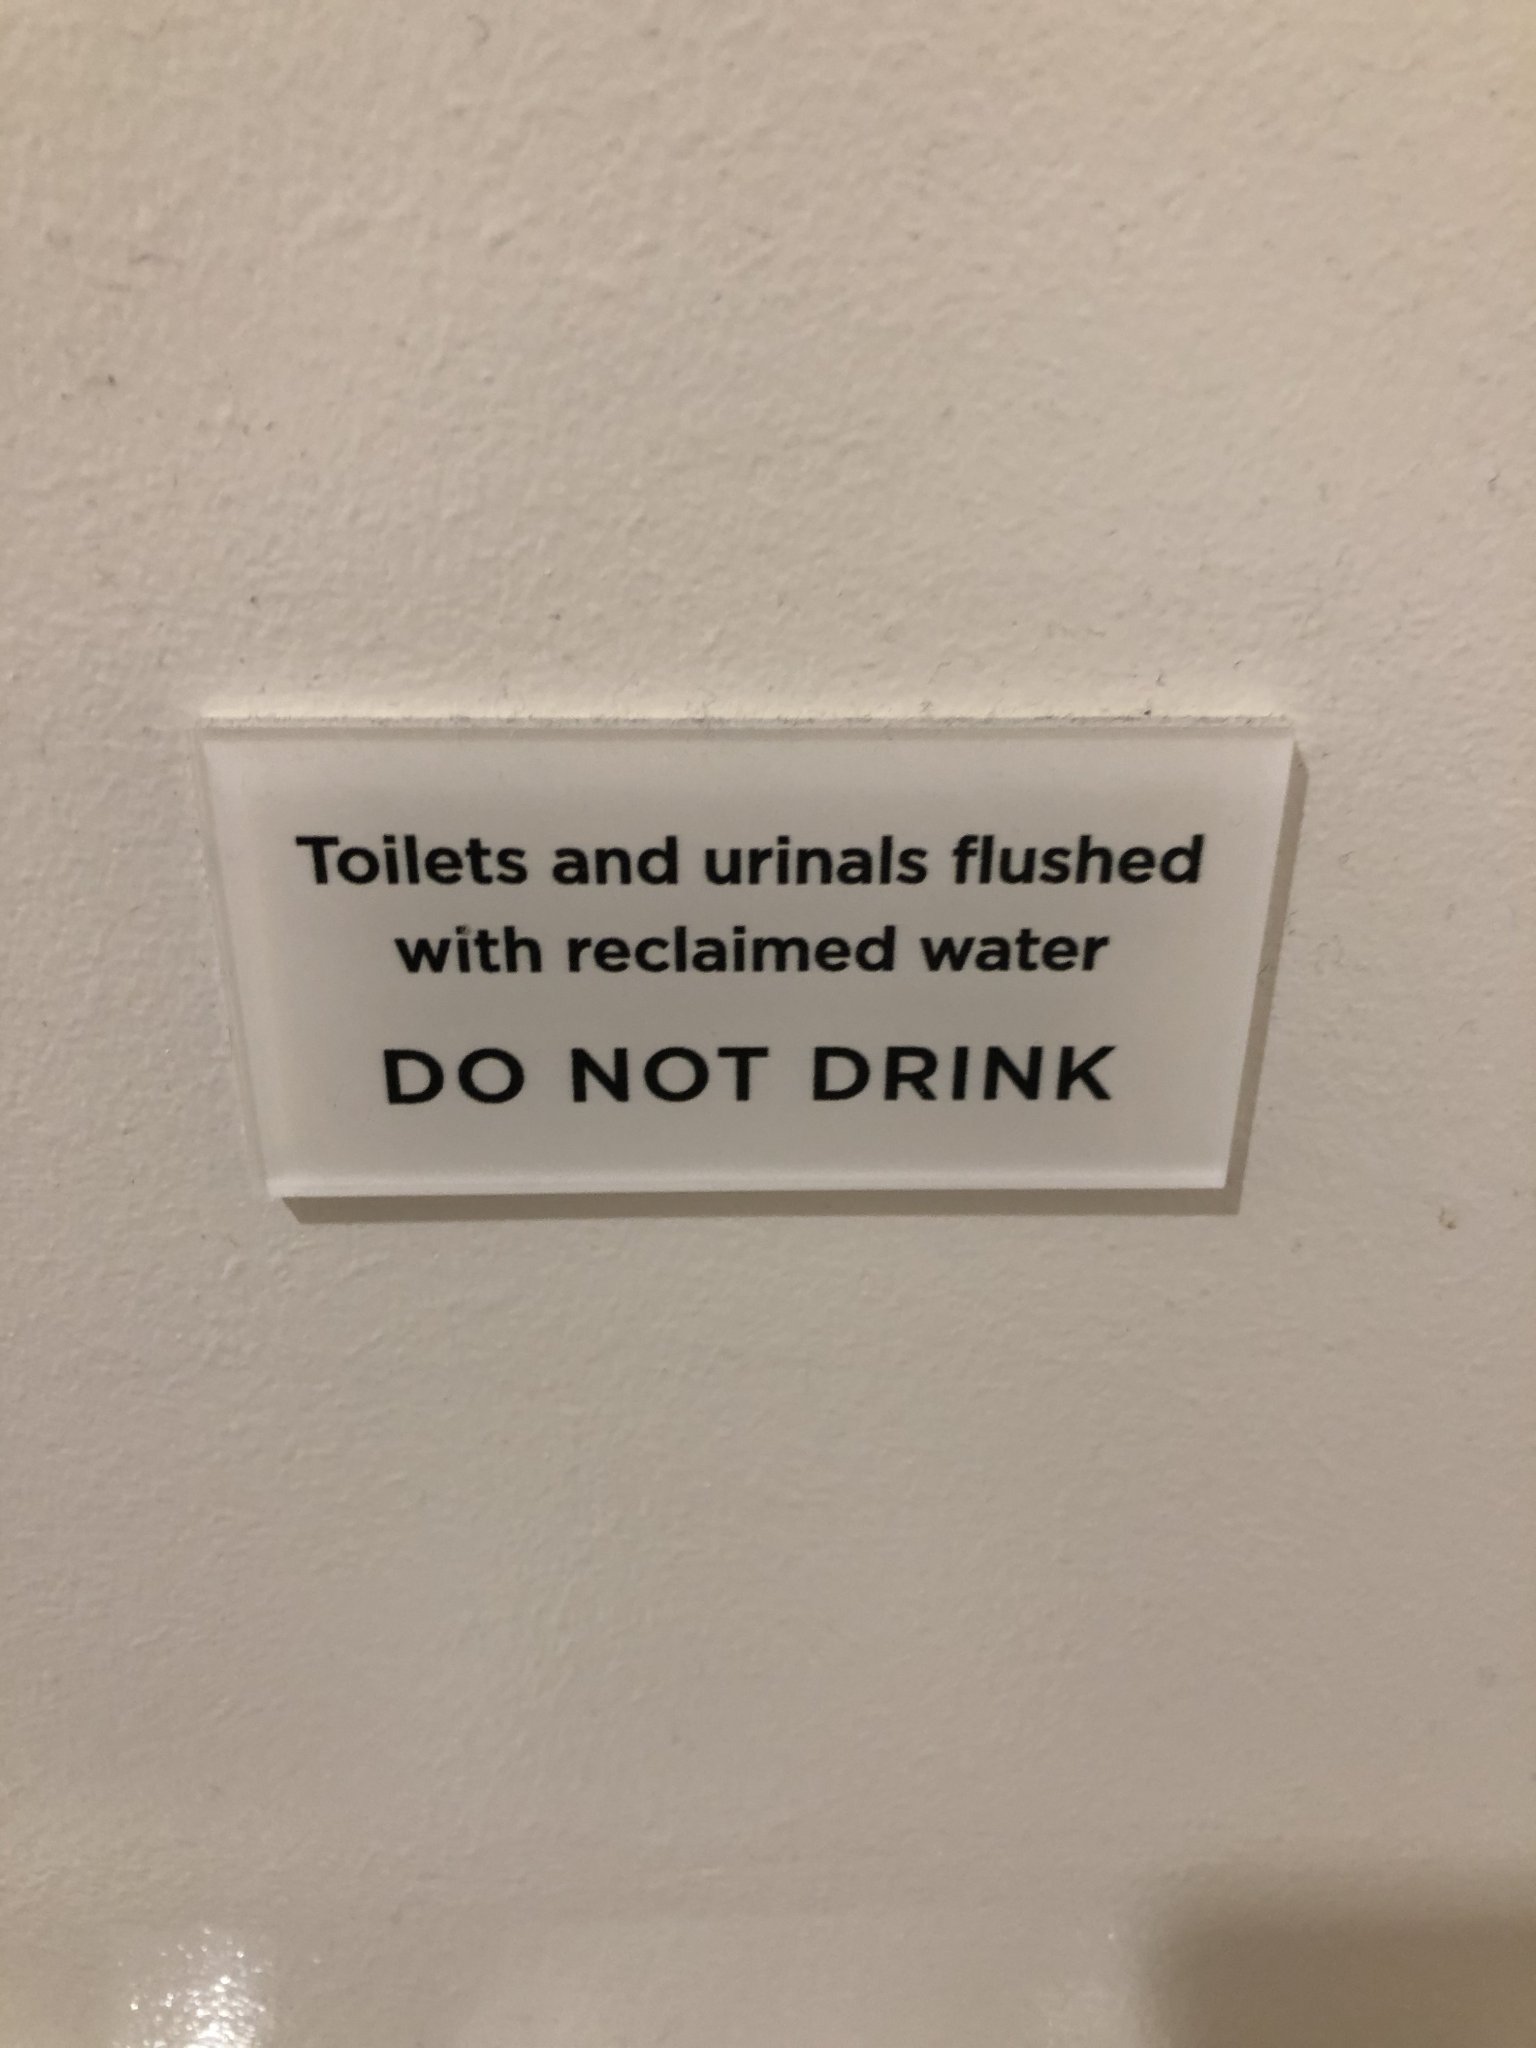 Toilets and urinals flushed
with reclaimed water
DO NOT DRINK